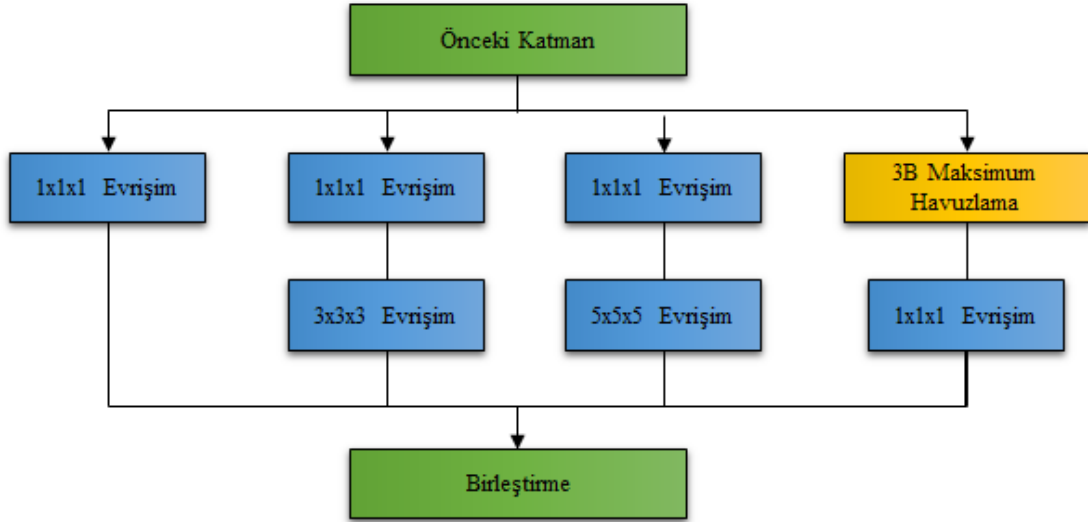 Önceki Katman
1x1x1 Evrişim
1x1x1 Evrişim
1x1x1 Evrişim
3B Maksimum
Havuzlama
3x3x3 Evrişim
5x5x5 Evrişim
1x1x1 Evrişim
Birleştirme